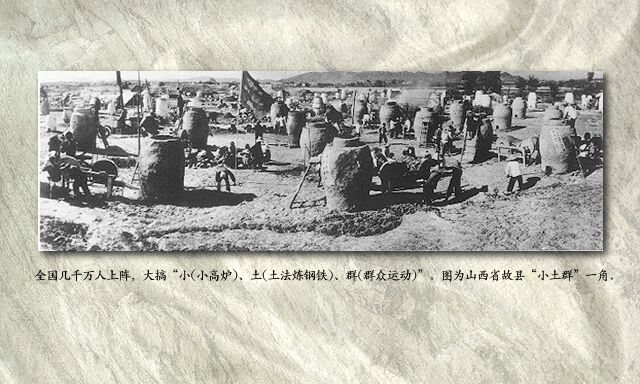 全国几千万人上阵，大搞“小(小高炉)、土(土法炼钢铁)、群(群众运动)”。图为山西省故县“小土群”一角。